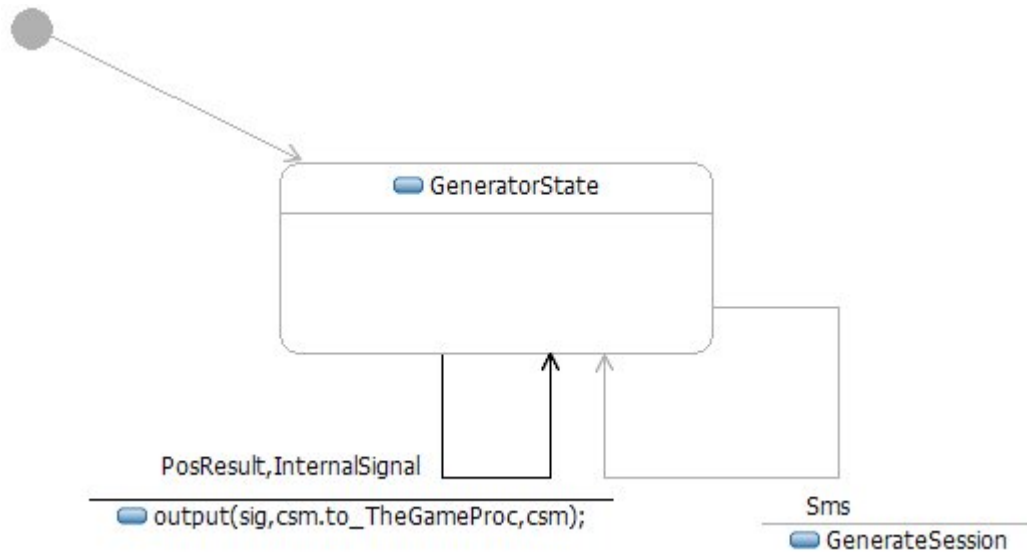 GeneratorState
PosResult,InternalSignal
output(sig,csm.to_TheGameProc,csm);
Sms
GenerateSession